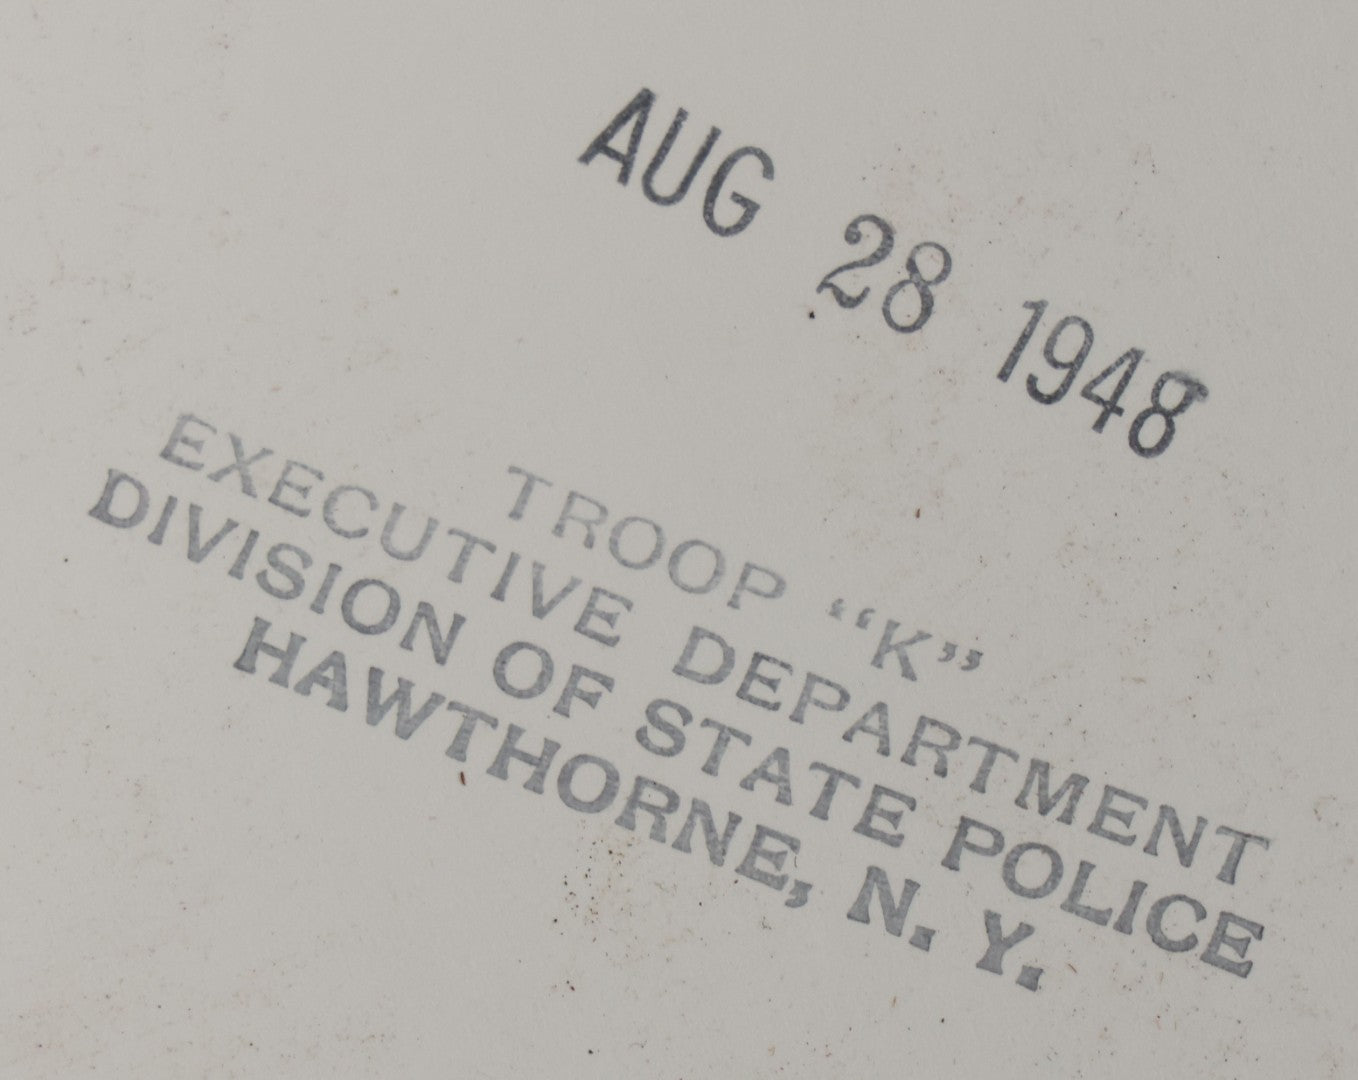 AUG 28 1948
TROOP “K”
EXECUTIVE DEPARTMENT
DIVISION OF STATE POLICE
HAWTHORNE, N. Y.